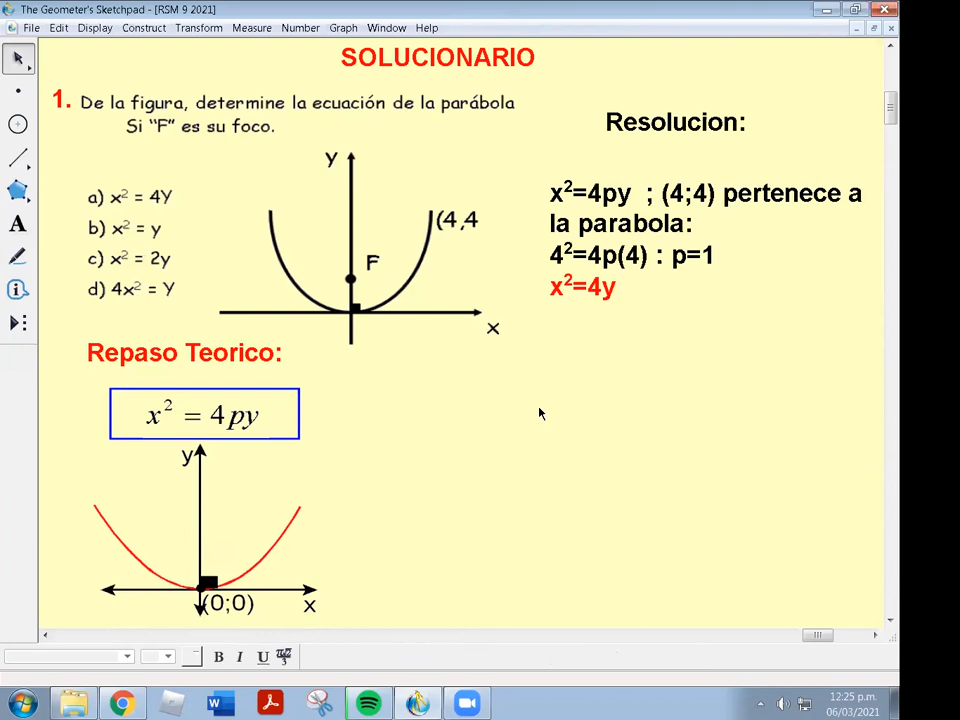 The Geometer's Sketchpad - [RSM 9 2021]
File Edit Display Construct Transform Measure Number Graph Window Help
SOLUCIONARIO
1. De la figura, determine la ecuación de la parábola
Si "F" es su foco.
a) x² = 4Y
b) x² = y
c) x² = 2y
d) 4x² = Y
y
(4,4
F
x
Resolucion:
x²=4py ; (4;4) pertenece a
la parabola:
4²=4p(4) : p=1
x²=4y
Repaso Teorico:
x² = 4py
y
(0;0)
x
B I U
12:25 p.m.
06/03/2021